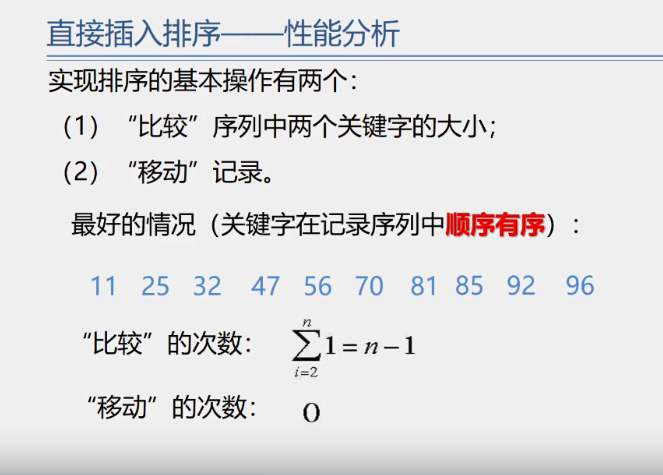 直接插入排序——性能分析
实现排序的基本操作有两个：
（1）“比较”序列中两个关键字的大小；
（2）“移动”记录。
最好的情况（关键字在记录序列中顺序有序）：
11 25 32 47 56 70 81 85 92 96
“比较”的次数： $\sum_{i=2}^{n} 1 = n - 1$
“移动”的次数： 0